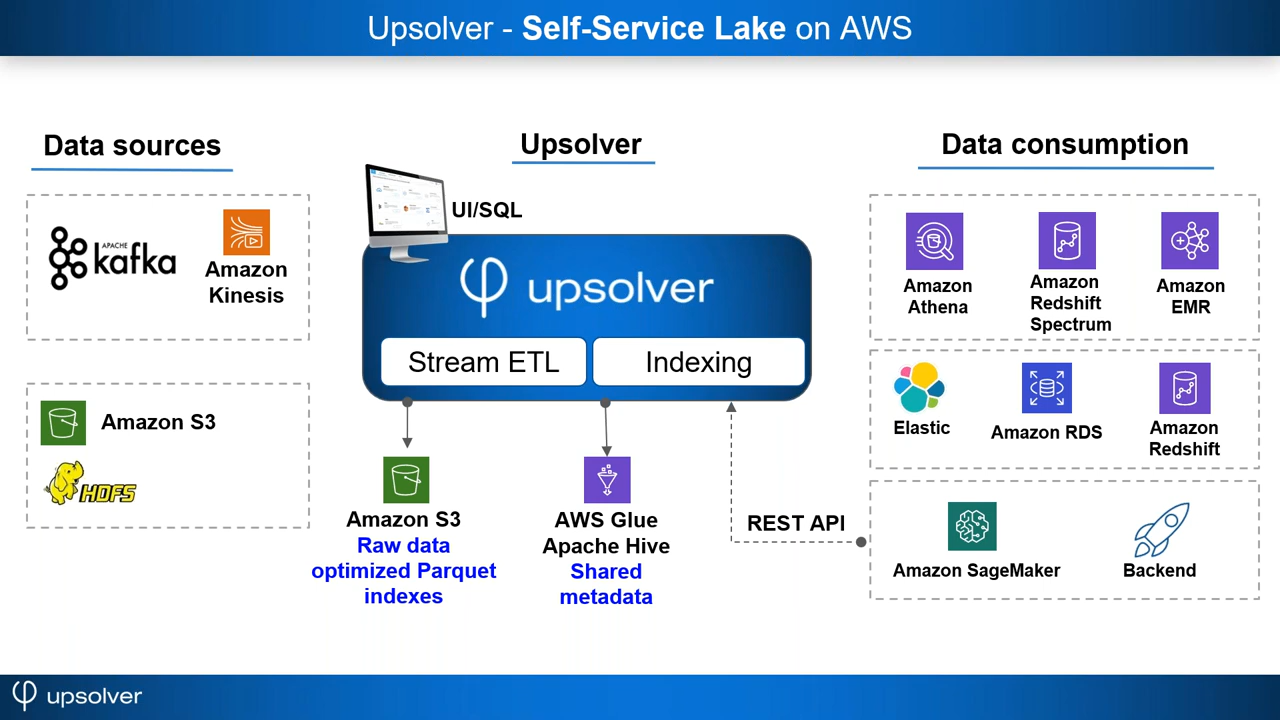 Upsolver - Self-Service Lake on AWS
Data sources
APACHE
kafka
Amazon
Kinesis
Amazon S3
HDFS
Upsolver
UI/SQL
upsolver
Stream ETL
Indexing
Amazon S3
Raw data
optimized Parquet
indexes
AWS Glue
Apache Hive
Shared
metadata
REST API
Data consumption
Amazon
Athena
Amazon
Redshift
Spectrum
Amazon
EMR
Elastic
Amazon RDS
Amazon
Redshift
Amazon SageMaker
Backend
upsolver